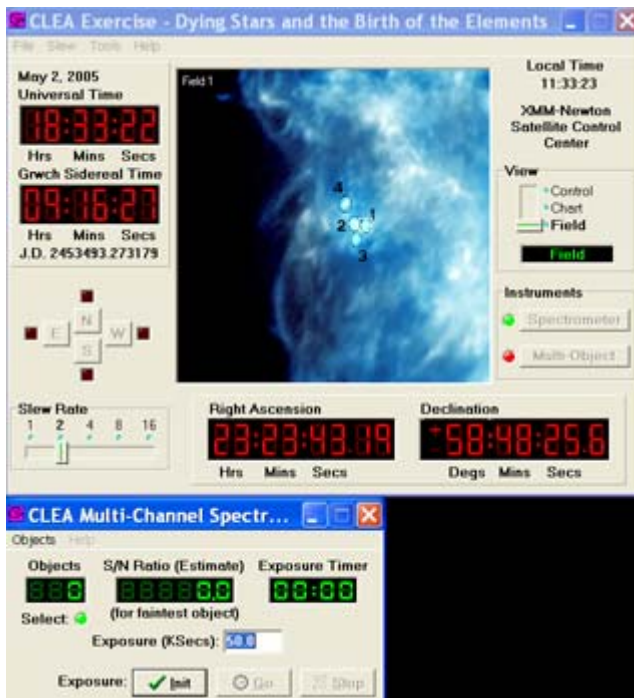 CLEA Exercise - Dying Stars and the Birth of the Elements
File Slew Tools Help
May 2, 2005
Universal Time
18:33:22
Hrs Mins Secs
Grwch Sidereal Time
09:16:27
Hrs Mins Secs
J.D. 2453493.273179
Field 1
4
1
2
3
Local Time
11:33:23
XMM-Newton
Satellite Control
Center
View
Control
Chart
Field
Field
Instruments
Spectrometer
Multi-Object
N
E W
S
Slew Rate
1 2 4 8 16
Right Ascension
23:23:43.19
Hrs Mins Secs
Declination
+58:48:25.6
Degs Mins Secs
CLEA Multi-Channel Spectr...
Objects Help
Objects S/N Ratio (Estimate) Exposure Timer
0 0.0 00:00
Select: (for faintest object)
Exposure (KSecs): 50.0
Exposure: Init Go Stop